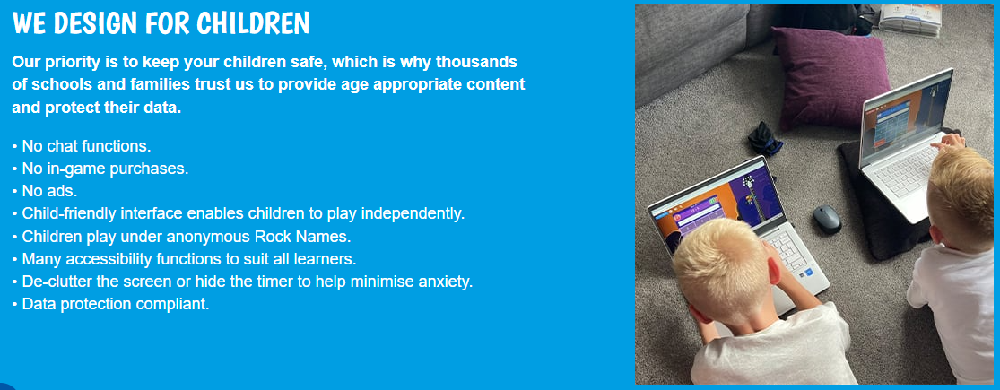 WE DESIGN FOR CHILDREN
Our priority is to keep your children safe, which is why thousands
of schools and families trust us to provide age appropriate content
and protect their data.
• No chat functions.
• No in-game purchases.
• No ads.
• Child-friendly interface enables children to play independently.
• Children play under anonymous Rock Names.
• Many accessibility functions to suit all learners.
• De-clutter the screen or hide the timer to help minimise anxiety.
• Data protection compliant.